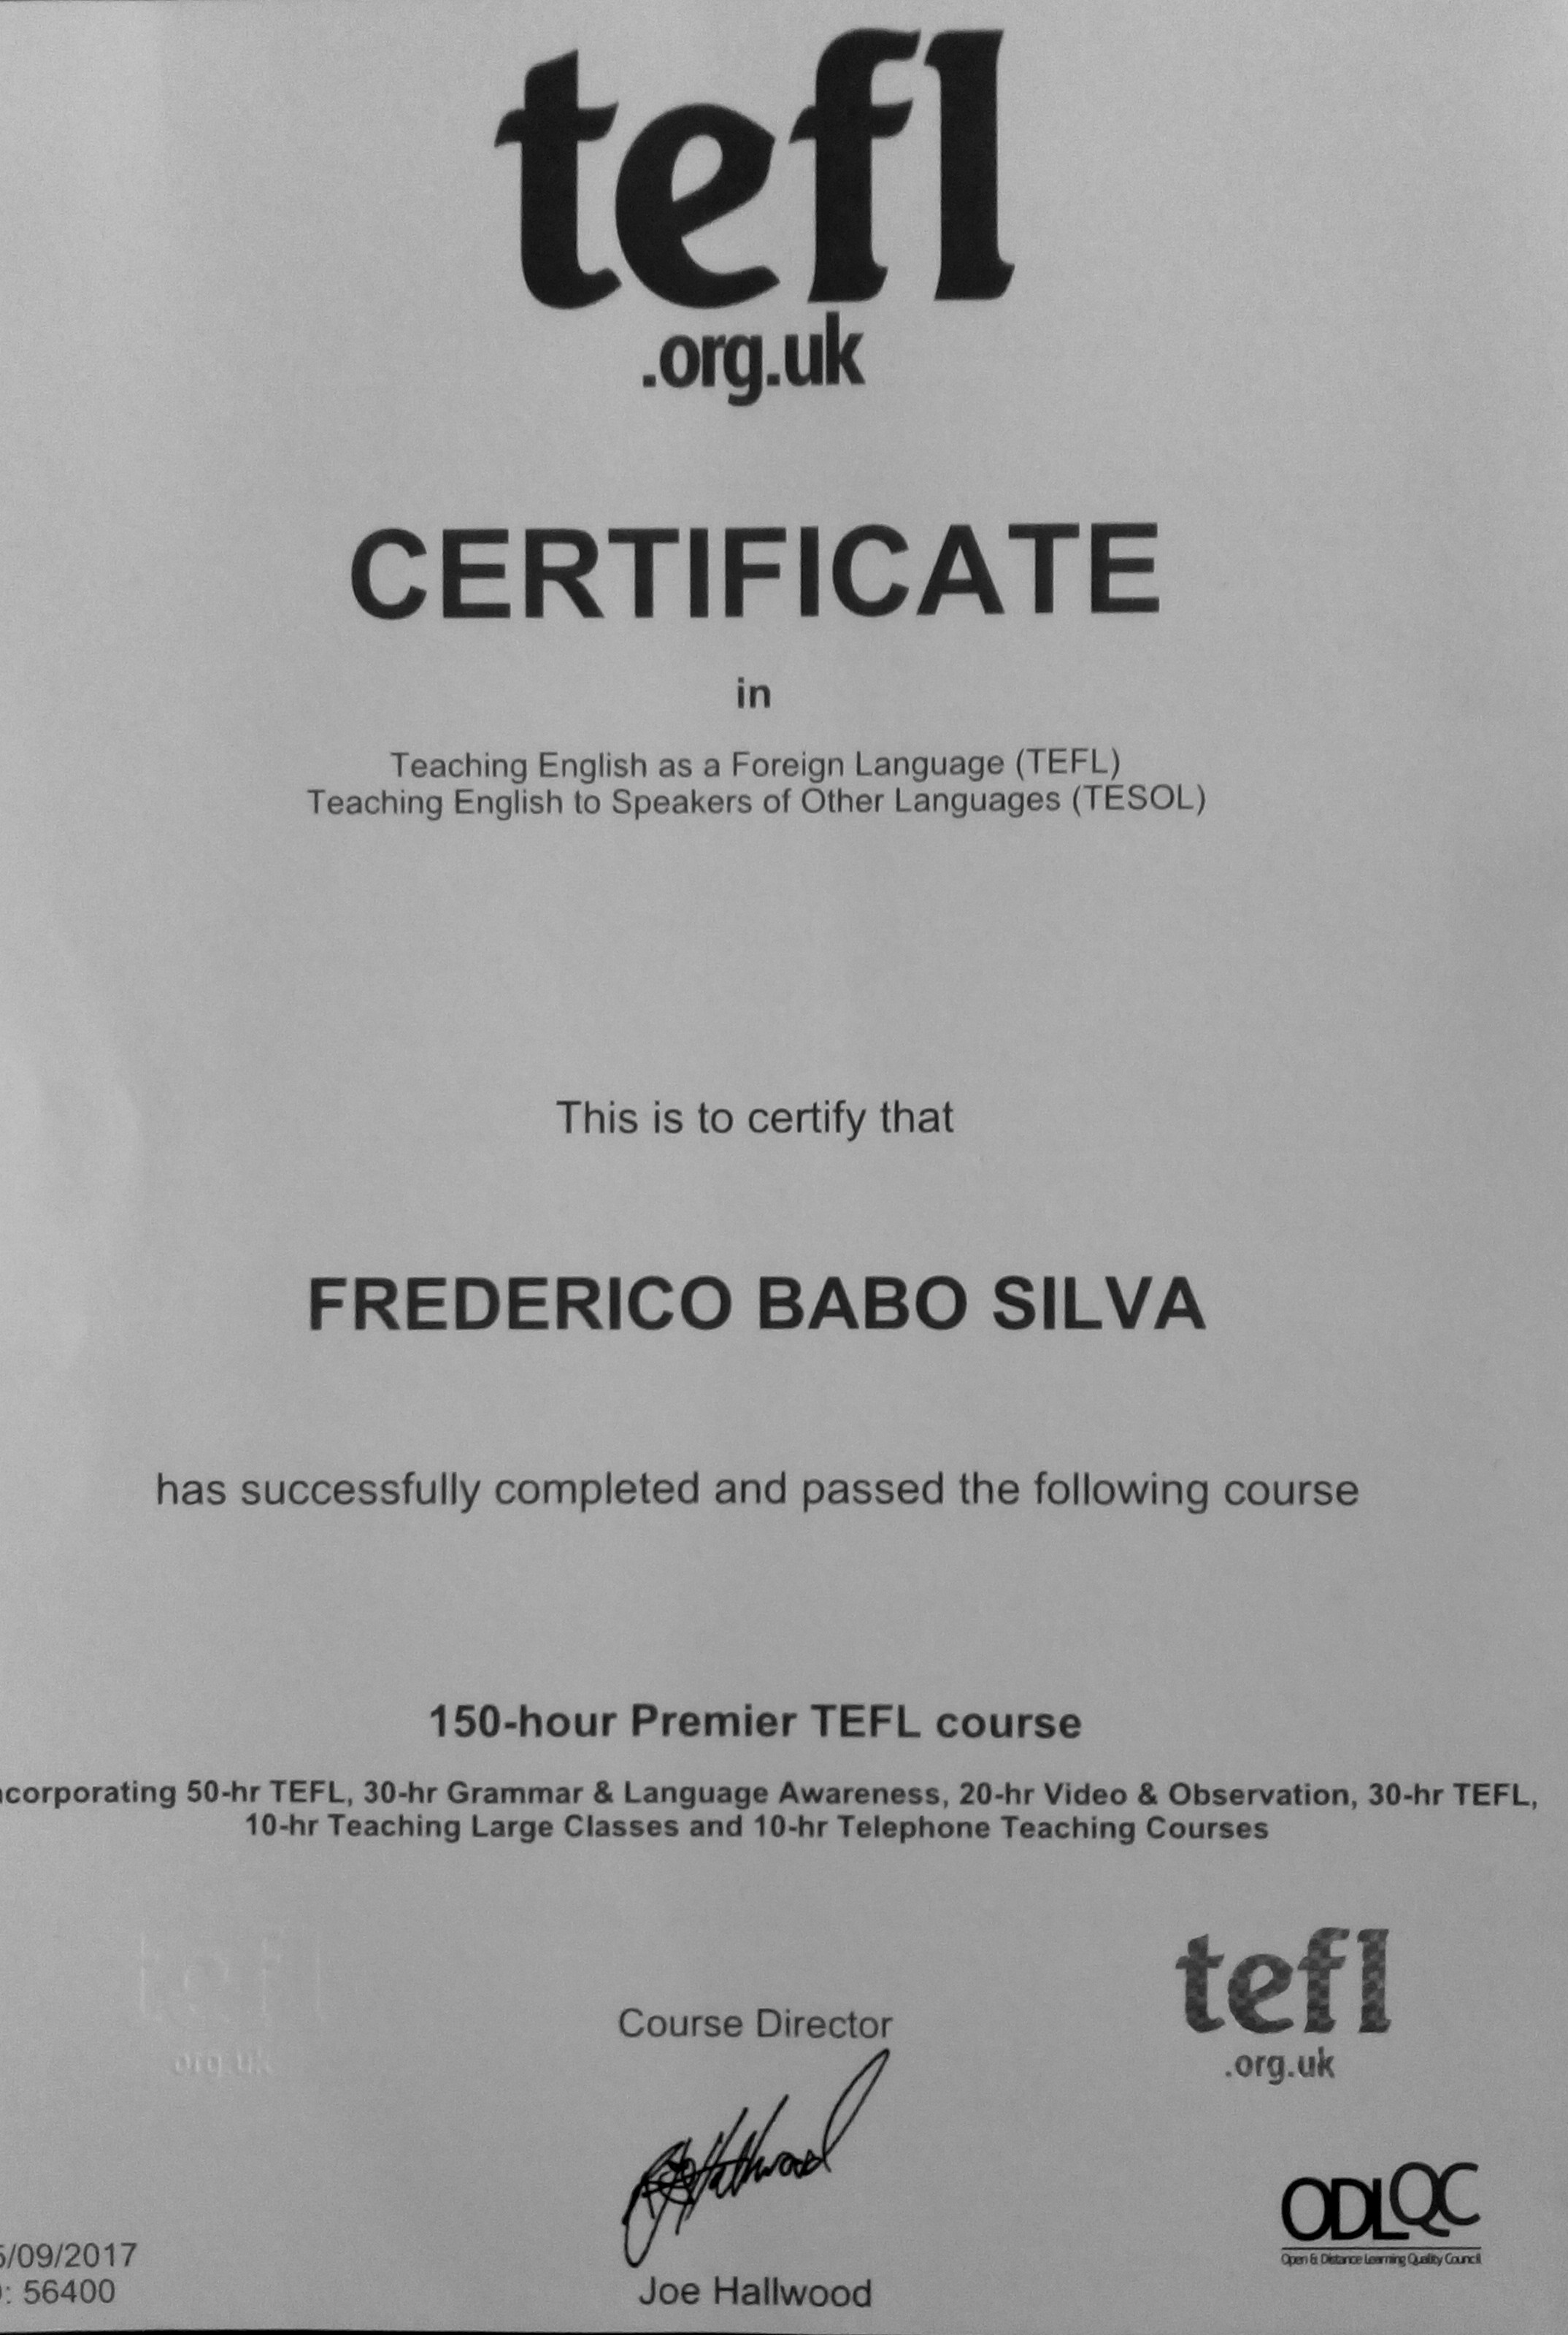 tefl
.org.uk
CERTIFICATE
in
Teaching English as a Foreign Language (TEFL)
Teaching English to Speakers of Other Languages (TESOL)
This is to certify that
FREDERICO BABO SILVA
has successfully completed and passed the following course
150-hour Premier TEFL course
ncorporating 50-hr TEFL, 30-hr Grammar & Language Awareness, 20-hr Video & Observation, 30-hr TEFL,
10-hr Teaching Large Classes and 10-hr Telephone Teaching Courses
tefl
org.uk
Course Director
tefl
.org.uk
JHallwood
ODLQC
Open & Distance Learning Quality Council
5/09/2017
: 56400
Joe Hallwood